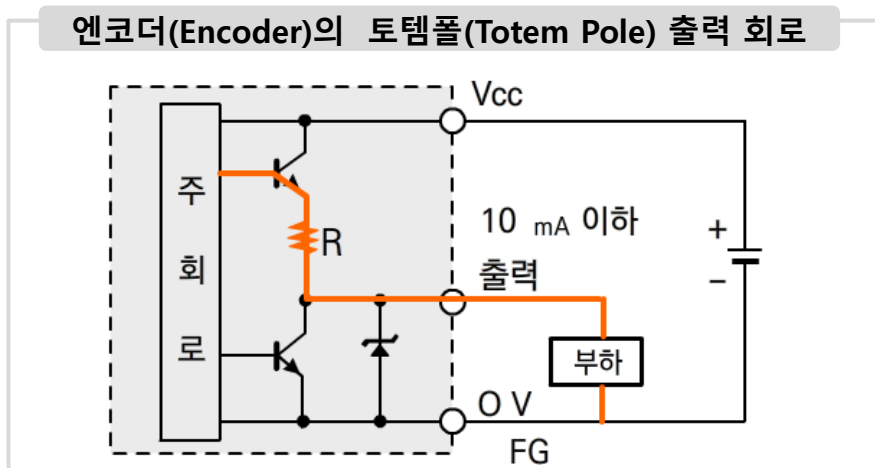 엔코더(Encoder)의 토템폴(Totem Pole) 출력 회로
Vcc
주
회
로
R
10 mA 이하
출력
+
−
부하
O V
FG